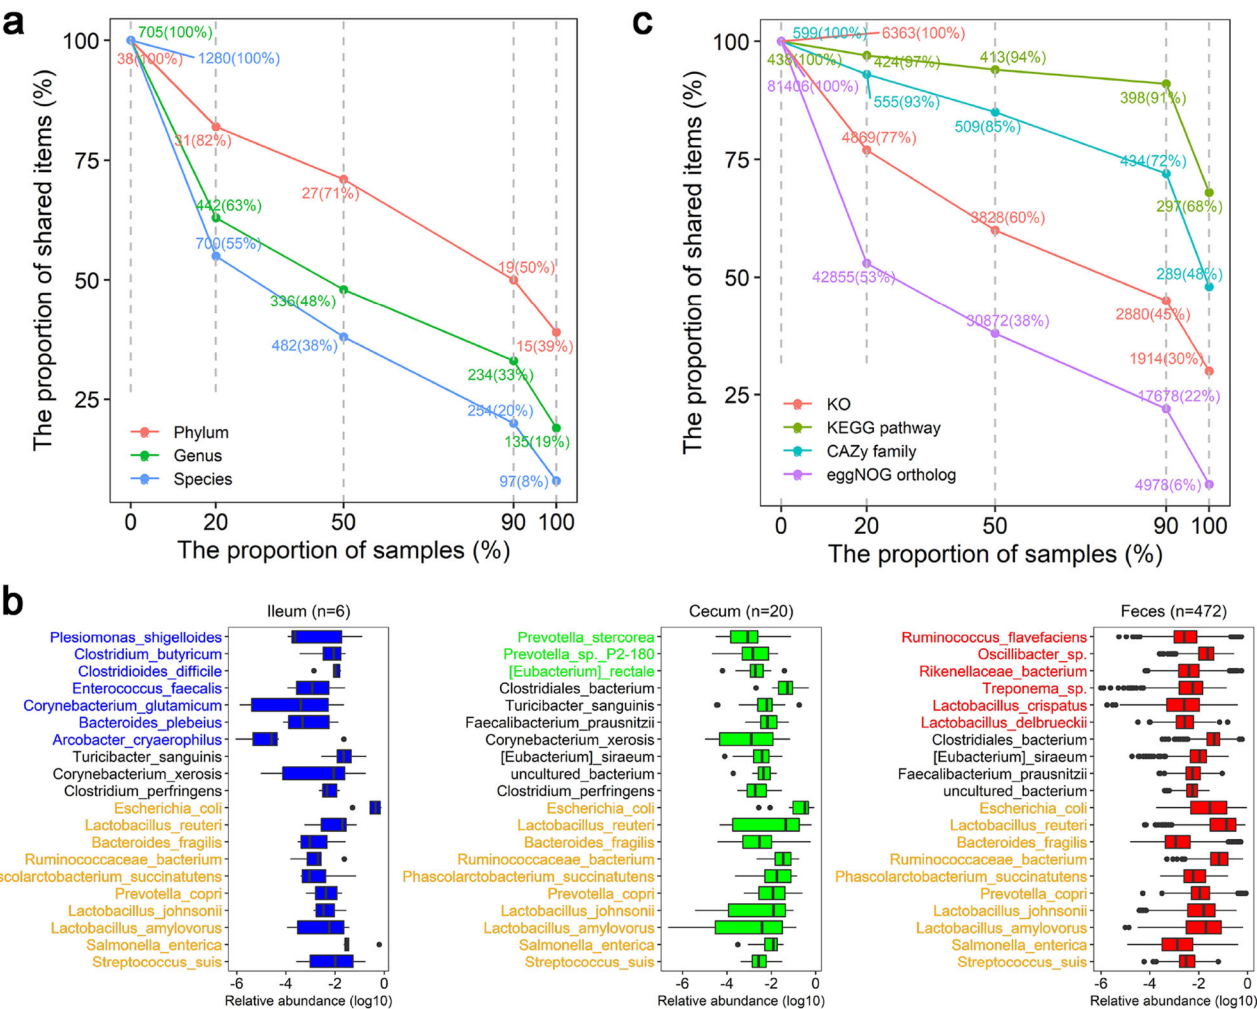 a
The proportion of shared items (%)
100
75
50
25
705(100%)
38(100%)
1280(100%)
31(82%)
442(63%)
700(55%)
27(71%)
336(48%)
482(38%)
19(50%)
234(33%)
254(20%)
15(39%)
135(19%)
97(8%)
Phylum
Genus
Species
0 20 50 90 100
The proportion of samples (%)
c
The proportion of shared items (%)
100
75
50
25
599(100%)
6363(100%)
438(100%)
81406(100%)
424(97%)
413(94%)
398(91%)
555(93%)
509(85%)
434(72%)
4869(77%)
3828(60%)
297(68%)
289(48%)
2880(45%)
42855(53%)
30872(38%)
1914(30%)
17678(22%)
4978(6%)
KO
KEGG pathway
CAZy family
eggNOG ortholog
0 20 50 90 100
The proportion of samples (%)
b
Ileum (n=6)
Plesiomonas_shigelloides
Clostridium_butyricum
Clostridioides_difficile
Enterococcus_faecalis
Corynebacterium_glutamicum
Bacteroides_plebeius
Arcobacter_cryaerophilus
Turicibacter_sanguinis
Corynebacterium_xerosis
Clostridium_perfringens
Escherichia_coli
Lactobacillus_reuteri
Bacteroides_fragilis
Ruminococcaceae_bacterium
scolarctobacterium_succinatutens
Prevotella_copri
Lactobacillus_johnsonii
Lactobacillus_amylovorus
Salmonella_enterica
Streptococcus_suis
-6 -4 -2 0
Relative abundance (log10)
Cecum (n=20)
Prevotella_stercorea
Prevotella_sp._P2-180
[Eubacterium]_rectale
Clostridiales_bacterium
Turicibacter_sanguinis
Faecalibacterium_prausnitzii
Corynebacterium_xerosis
[Eubacterium]_siraeum
uncultured_bacterium
Clostridium_perfringens
Escherichia_coli
Lactobacillus_reuteri
Bacteroides_fragilis
Ruminococcaceae_bacterium
Phascolarctobacterium_succinatutens
Prevotella_copri
Lactobacillus_johnsonii
Lactobacillus_amylovorus
Salmonella_enterica
Streptococcus_suis
-6 -4 -2 0
Relative abundance (log10)
Feces (n=472)
Ruminococcus_flavefaciens
Oscillibacter_sp.
Rikenellaceae_bacterium
Treponema_sp.
Lactobacillus_crispatus
Lactobacillus_delbrueckii
Clostridiales_bacterium
[Eubacterium]_siraeum
Faecalibacterium_prausnitzii
uncultured_bacterium
Escherichia_coli
Lactobacillus_reuteri
Bacteroides_fragilis
Ruminococcaceae_bacterium
Phascolarctobacterium_succinatutens
Prevotella_copri
Lactobacillus_johnsonii
Lactobacillus_amylovorus
Salmonella_enterica
Streptococcus_suis
-6 -4 -2 0
Relative abundance (log10)